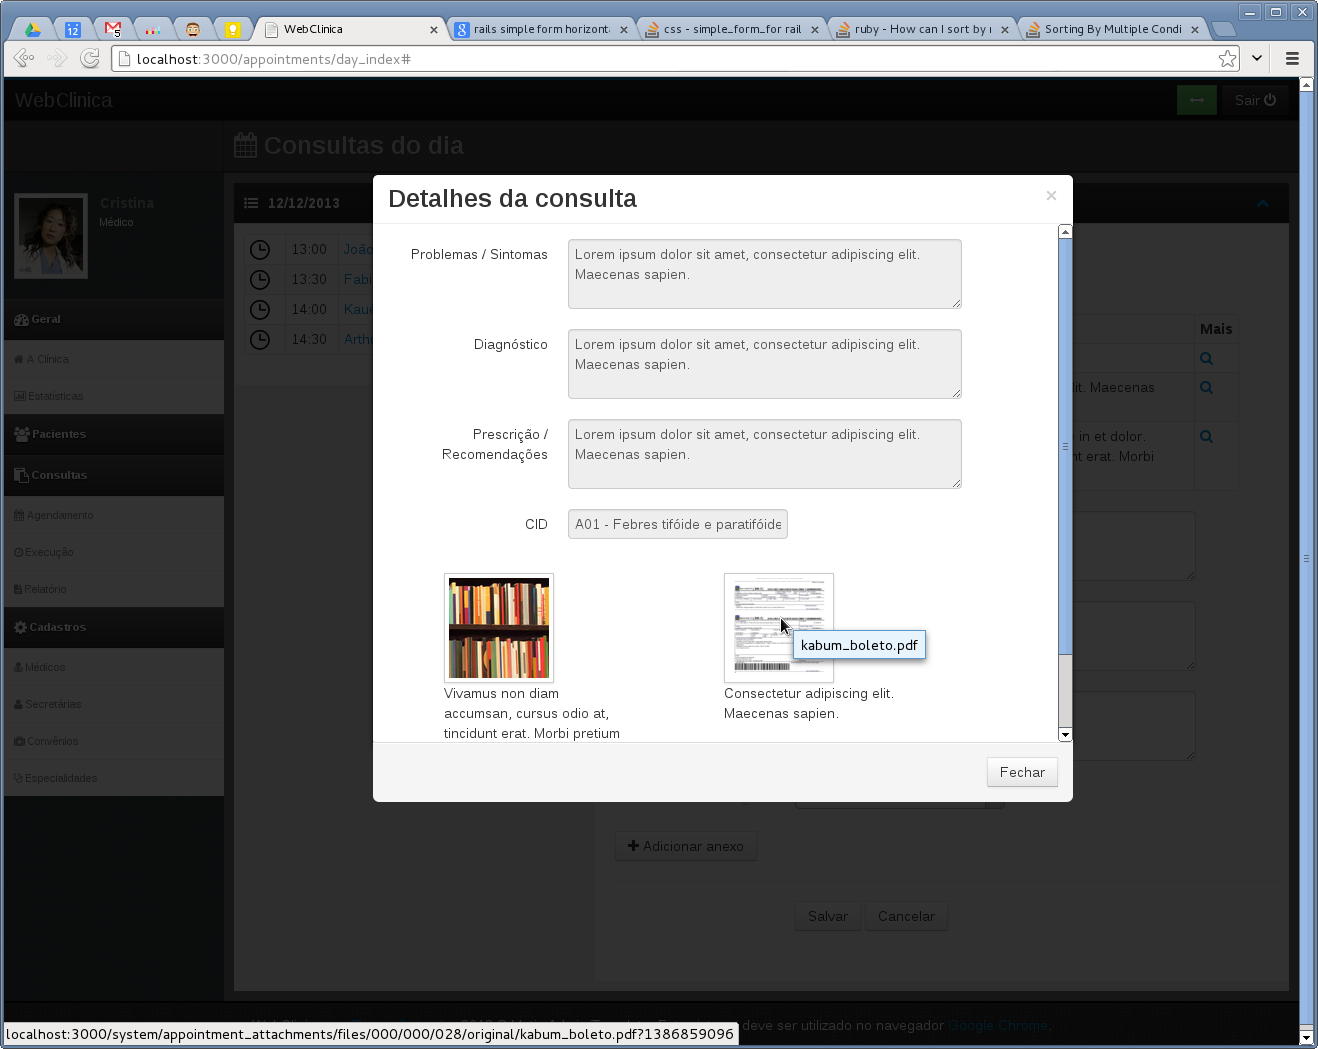 12
5
WebClinica
rails simple form horizont
css - simple_form_for rail
ruby - How can I sort by
Sorting By Multiple Condi
localhost:3000/appointments/day_index#
WebClinica
Sair
Consultas do dia
Cristina
Médico
12/12/2013
13:00 João
13:30 Fabi
14:00 Kaue
14:30 Arthu
Geral
A Clínica
Estatísticas
Pacientes
Consultas
Agendamento
Execução
Relatório
Cadastros
Médicos
Secretárias
Convênios
Especialidades
Detalhes da consulta
×
Problemas / Sintomas
Lorem ipsum dolor sit amet, consectetur adipiscing elit.
Maecenas sapien.
Diagnóstico
Lorem ipsum dolor sit amet, consectetur adipiscing elit.
Maecenas sapien.
Prescrição /
Recomendações
Lorem ipsum dolor sit amet, consectetur adipiscing elit.
Maecenas sapien.
CID
A01 - Febres tifóide e paratifóide
Vivamus non diam
accumsan, cursus odio at,
tincidunt erat. Morbi pretium
kabum_boleto.pdf
Consectetur adipiscing elit.
Maecenas sapien.
Fechar
Mais
lit. Maecenas
in et dolor.
nt erat. Morbi
Adicionar anexo
Salvar
Cancelar
deve ser utilizado no navegador Google Chrome.
localhost:3000/system/appointment_attachments/files/000/000/028/original/kabum_boleto.pdf?1386859096